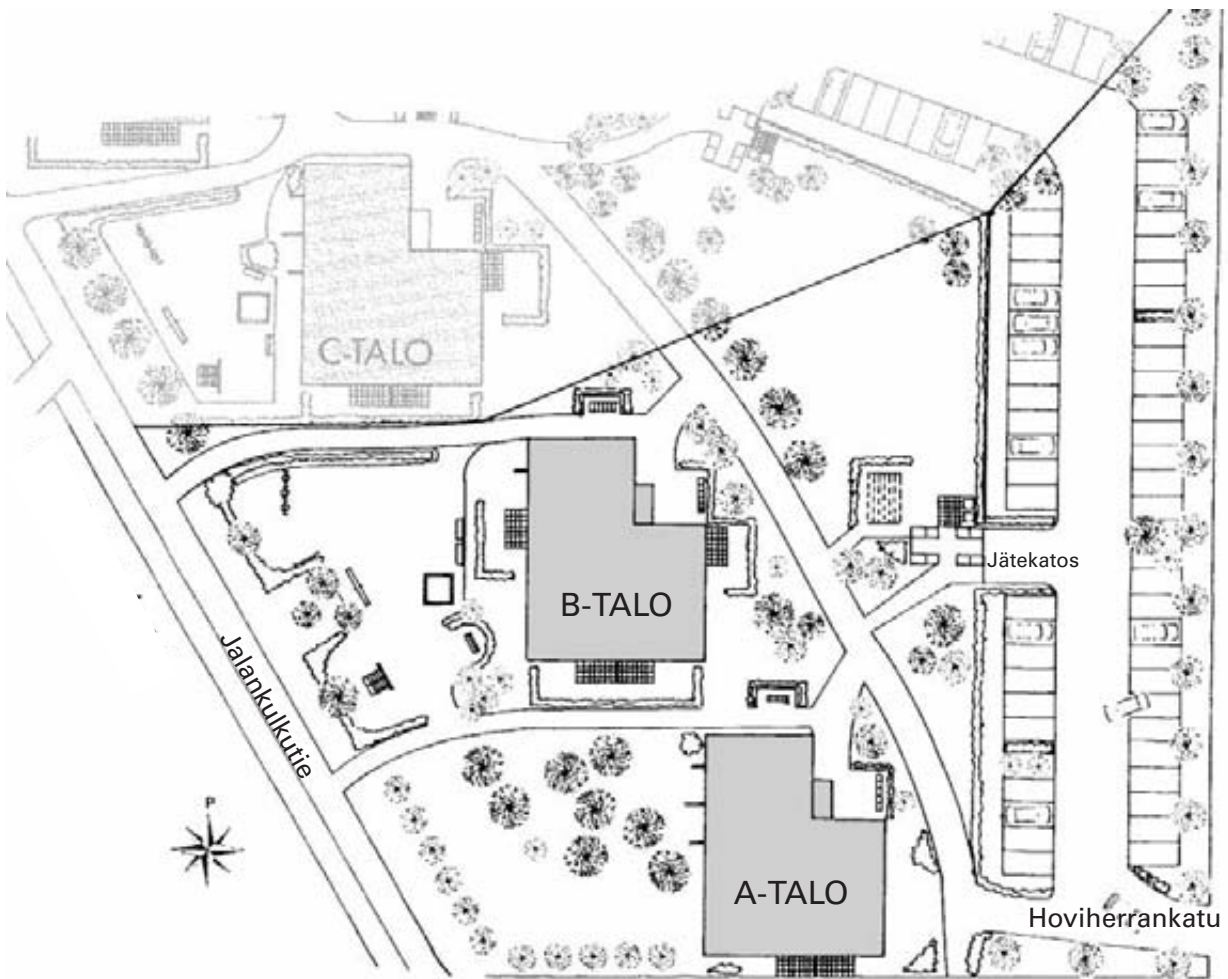 C-TALO
B-TALO
Jätekatos
Jalankulkutie
P
A-TALO
Hoviherrankatu